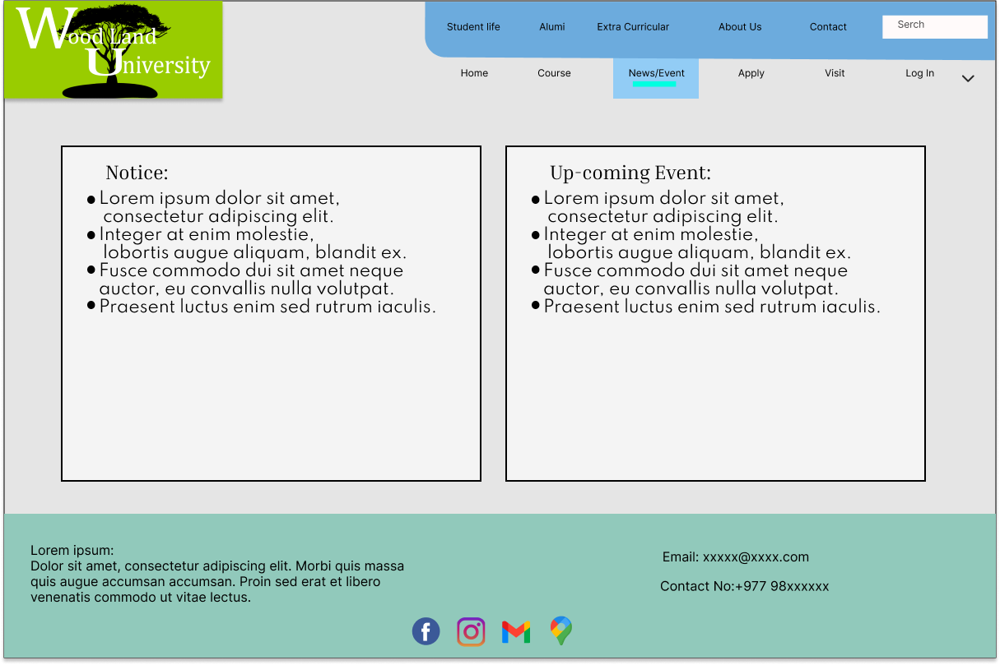 Wood Land
University
Student life
Alumi
Extra Curricular
About Us
Contact
Serch
Home
Course
News/Event
Apply
Visit
Log In
Notice:
Lorem ipsum dolor sit amet,
consectetur adipiscing elit.
Integer at enim molestie,
lobortis augue aliquam, blandit ex.
Fusce commodo dui sit amet neque
auctor, eu convallis nulla volutpat.
Praesent luctus enim sed rutrum iaculis.
Up-coming Event:
Lorem ipsum dolor sit amet,
consectetur adipiscing elit.
Integer at enim molestie,
lobortis augue aliquam, blandit ex.
Fusce commodo dui sit amet neque
auctor, eu convallis nulla volutpat.
Praesent luctus enim sed rutrum iaculis.
Lorem ipsum:
Dolor sit amet, consectetur adipiscing elit. Morbi quis massa
quis augue accumsan accumsan. Proin sed erat et libero
venenatis commodo ut vitae lectus.
Email: xxxxx@xxxx.com
Contact No:+977 98xxxxxx